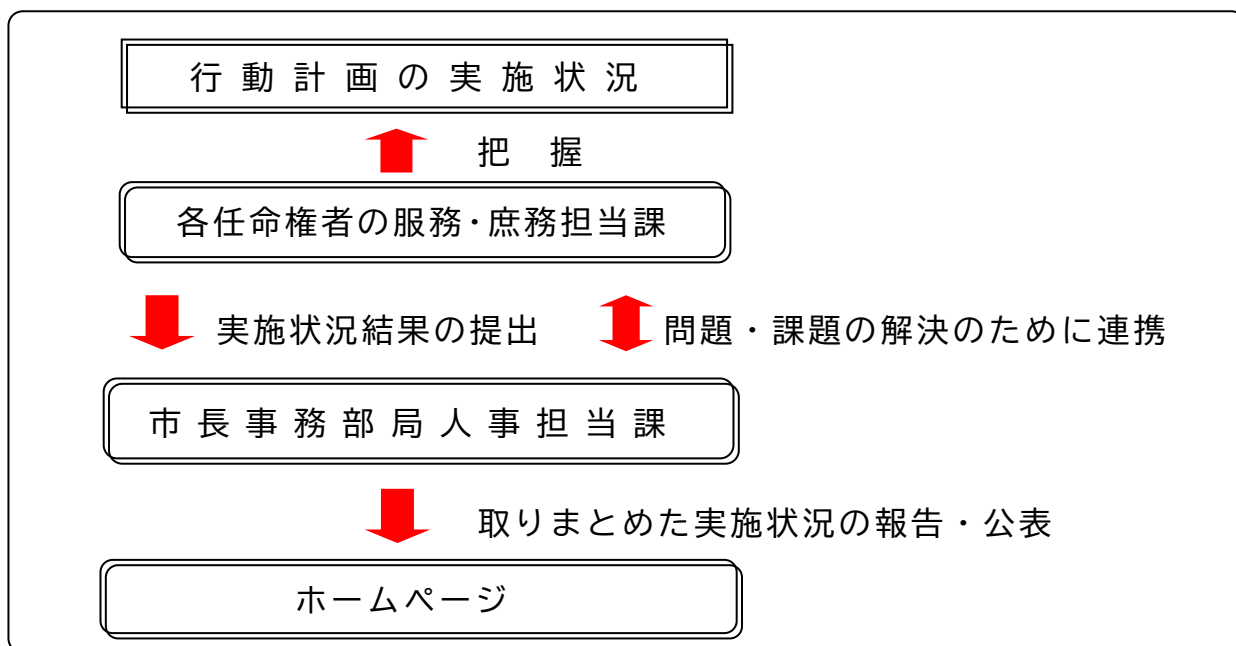 行動計画の実施状況
把 握
各任命権者の服務・庶務担当課
実施状況結果の提出
問題・課題の解決のために連携
市長事務部局人事担当課
取りまとめた実施状況の報告・公表
ホームページ